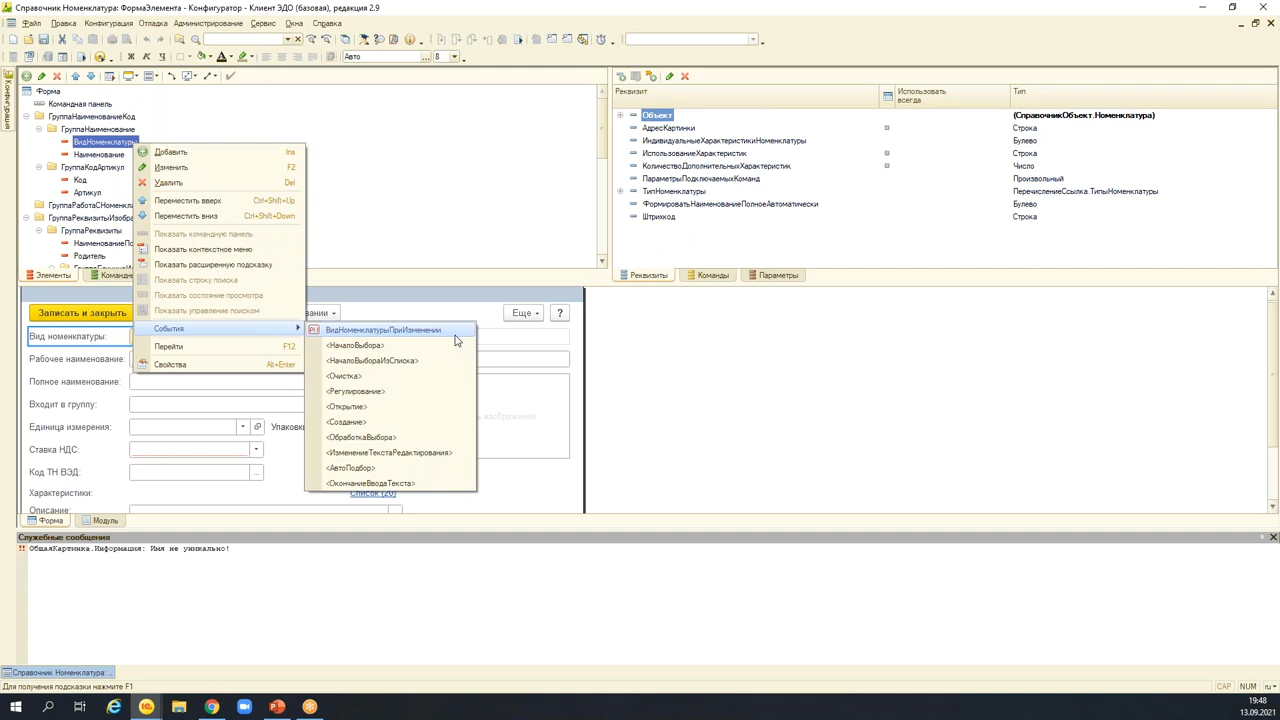 Справочник Номенклатура: ФормаЭлемента - Конфигуратор - Клиент ЭДО (базовая), редакция 2.9
Файл Правка Конфигурация Отладка Администрирование Сервис Окна Справка
Авто 8
Конфигурация
Форма
Командная панель
ГруппаНаименованиеКод
ГруппаНаименование
ВидНоменклатуры
Наименование
ГруппаКодАртикул
Код
Артикул
ГруппаРеквизиты
Родитель
Элементы
Добавить Ins
Изменить F2
Удалить Del
Переместить вверх Ctrl+Shift+Up
Переместить вниз Ctrl+Shift+Down
Показать командную панель
Показать контекстное меню
Показать расширенную подсказку
Показать строку поиска
Показать состояние просмотра
Показать управление поиском
События
Перейти F12
Свойства Alt+Enter
ВидНоменклатурыПриИзменении
<НачалоВыбора>
<НачалоВыбораИзСписка>
<Очистка>
<Регулирование>
<Открытие>
<Создание>
<ОбработкаВыбора>
<ИзменениеТекстаРедактирования>
<АвтоПодбор>
<ОкончаниеВводаТекста>
Реквизит Использовать всегда Тип
Объект (СправочникОбъект.Номенклатура)
АдресКартинки Строка
ИндивидуальныеХарактеристикиНоменклатуры Булево
ИспользованиеХарактеристик Строка
КоличествоДополнительныхХарактеристик Число
ПараметрыПодключаемыхКоманд Произвольный
ТипНоменклатуры ПеречислениеСсылка.ТипыНоменклатуры
ФормироватьНаименованиеПолноеАвтоматически Булево
Штрихкод Строка
Реквизиты Команды Параметры
Записать и закрыть Еще ?
Вид номенклатуры:
Рабочее наименование:
Полное наименование:
Входит в группу:
Единица измерения:
Ставка НДС:
Код ТН ВЭД:
Характеристики: Список (20)
Описание:
изображение
Форма Модуль
Служебные сообщения
!! ОбщаяКартинка.Информация: Имя не уникально!
Справочник Номенклатура: ...
Для получения подсказки нажмите F1
CAP NUM ru
19:48
13.09.2021